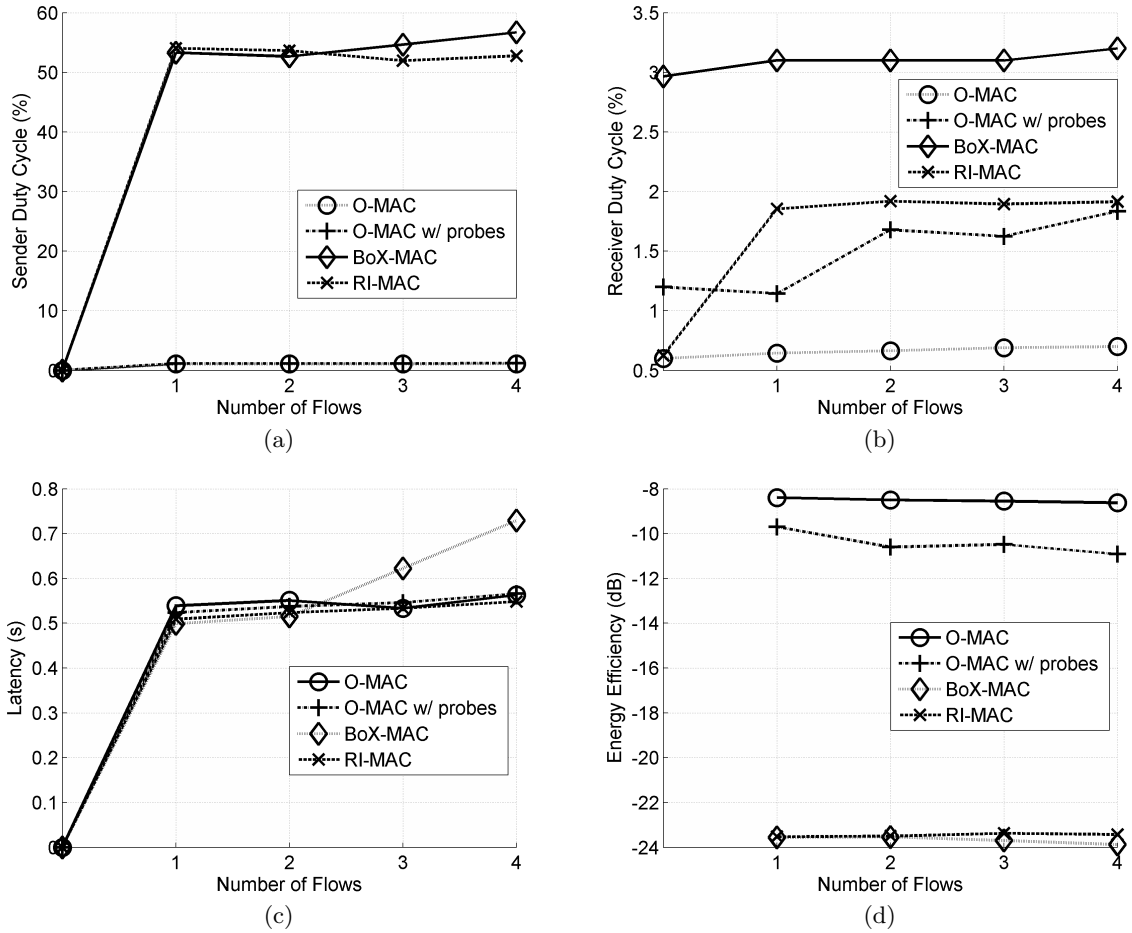 60
50
40
30
20
10
0
Sender Duty Cycle (%)
O-MAC
O-MAC w/ probes
BoX-MAC
RI-MAC
1 2 3 4
Number of Flows
(a)
3.5
3
2.5
2
1.5
1
0.5
Receiver Duty Cycle (%)
O-MAC
O-MAC w/ probes
BoX-MAC
RI-MAC
1 2 3 4
Number of Flows
(b)
0.8
0.7
0.6
0.5
0.4
0.3
0.2
0.1
0
Latency (s)
O-MAC
O-MAC w/ probes
BoX-MAC
RI-MAC
1 2 3 4
Number of Flows
(c)
-8
-10
-12
-14
-16
-18
-20
-22
-24
Energy Efficiency (dB)
O-MAC
O-MAC w/ probes
BoX-MAC
RI-MAC
1 2 3 4
Number of Flows
(d)